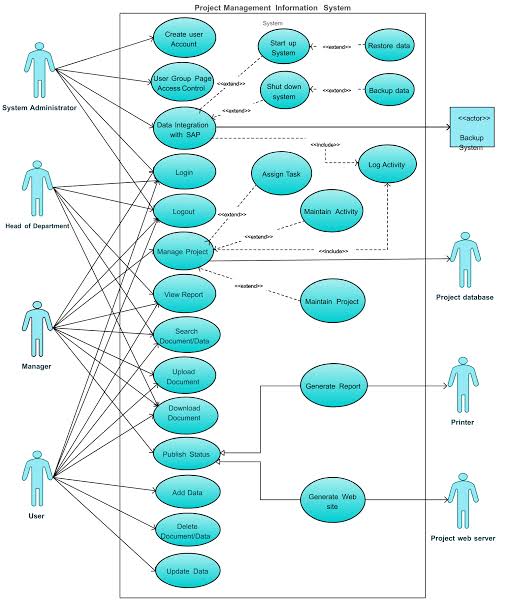 Project Management Information System
System
Create user
Account
Start up
System
<<extend>>
Restore data
System Administrator
User Group Page
Access Control
<<extend>>
Shut down
system
<<extend>>
Backup data
<<extend>>
Data Integration
with SAP
<<actor>>
Backup
System
<<include>>
Login
Assign Task
Log Activity
Head of Department
Logout
<<extend>>
Maintain Activity
<<extend>>
Manage Project
<<include>>
View Report
<<extend>>
Maintain Project
Project database
Search
Document/Data
Manager
Upload
Document
Generate Report
Download
Document
Printer
Publish Status
Add Data
Generate Web
site
User
Delete
Document/Data
Project web server
Update Data